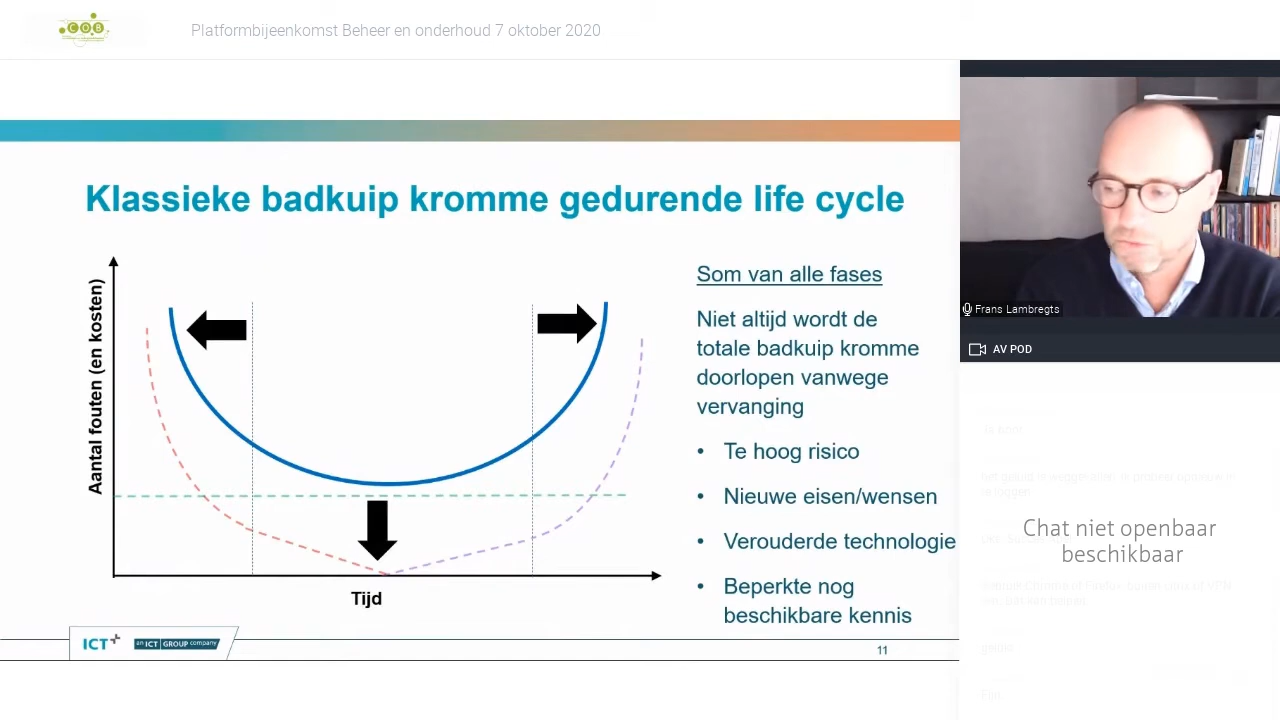 COB
Platformbijeenkomst Beheer en onderhoud 7 oktober 2020
Klassieke badkuip kromme gedurende life cycle
Aantal fouten (en kosten)
Tijd
Som van alle fases
Niet altijd wordt de
totale badkuip kromme
doorlopen vanwege
vervanging
• Te hoog risico
• Nieuwe eisen/wensen
• Verouderde technologie
• Beperkte nog
beschikbare kennis
ICT+
an ICT GROUP company
11
Frans Lambregts
AV POD
Chat niet openbaar
beschikbaar